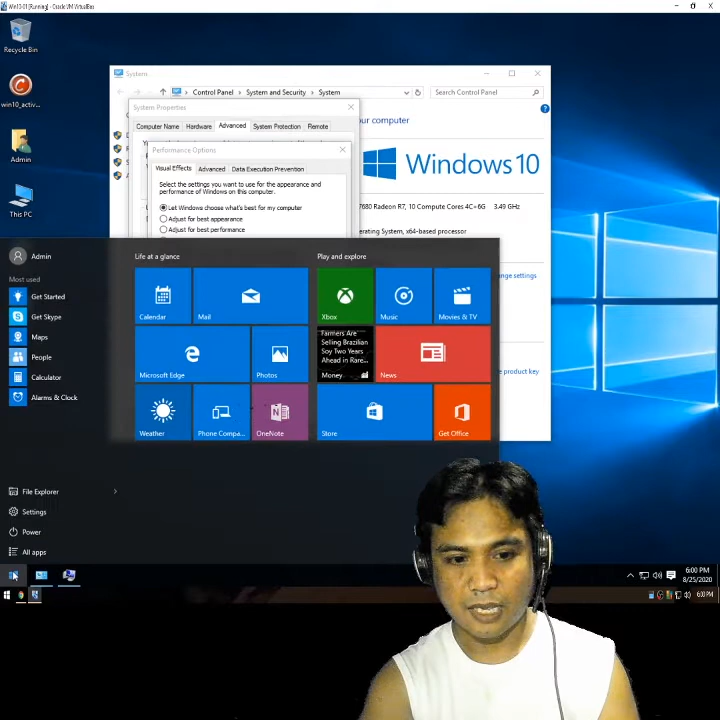 Win10-01 [Running] - Oracle VM VirtualBox
Recycle Bin
win10_activ...
Admin
This PC
System
Control Panel > System and Security > System
Search Control Panel
System Properties
Computer Name Hardware Advanced System Protection Remote
your computer
Performance Options
Visual Effects Advanced Data Execution Prevention
Select the settings you want to use for the appearance and
performance of Windows on this computer.
Let Windows choose what's best for my computer
Adjust for best appearance
Adjust for best performance
Windows 10
7680 Radeon R7, 10 Compute Cores 4C+6G 3.49 GHz
erating System, x64-based processor
ange settings
e product key
Admin
Most used
Get Started
Get Skype
Maps
People
Calculator
Alarms & Clock
File Explorer
Settings
Power
All apps
Life at a glance
Calendar
Mail
Microsoft Edge
Photos
Weather
Phone Compa...
OneNote
Play and explore
Xbox
Music
Movies & TV
Farmers Are
Selling Brazilian
Soy Two Years
Ahead in Rare...
Money
News
Store
Get Office
6:00 PM
8/25/2020
6:00 PM